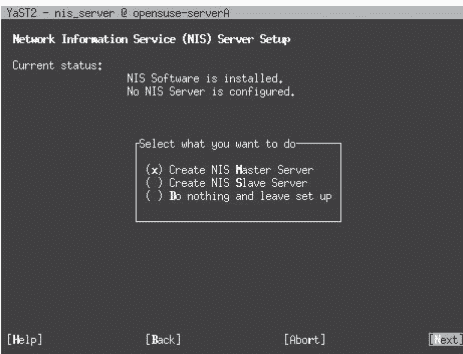 YaST2 - nis_server @ opensuse-serverA
Network Information Service (NIS) Server Setup
Current status:
NIS Software is installed.
No NIS Server is configured.
Select what you want to do
(x) Create NIS Master Server
( ) Create NIS Slave Server
( ) Do nothing and leave set up
[Help] [Back] [Abort] [Next]